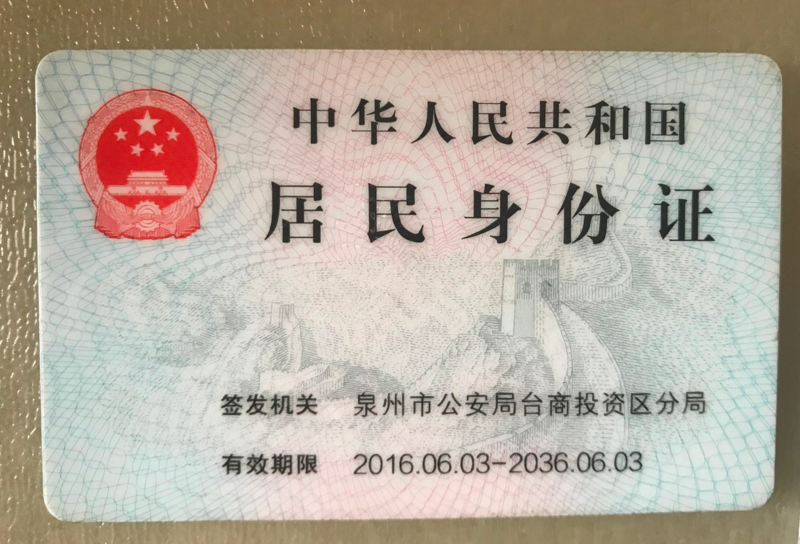 中华人民共和国
居民身份证
签发机关 泉州市公安局台商投资区分局
有效期限 2016.06.03-2036.06.03